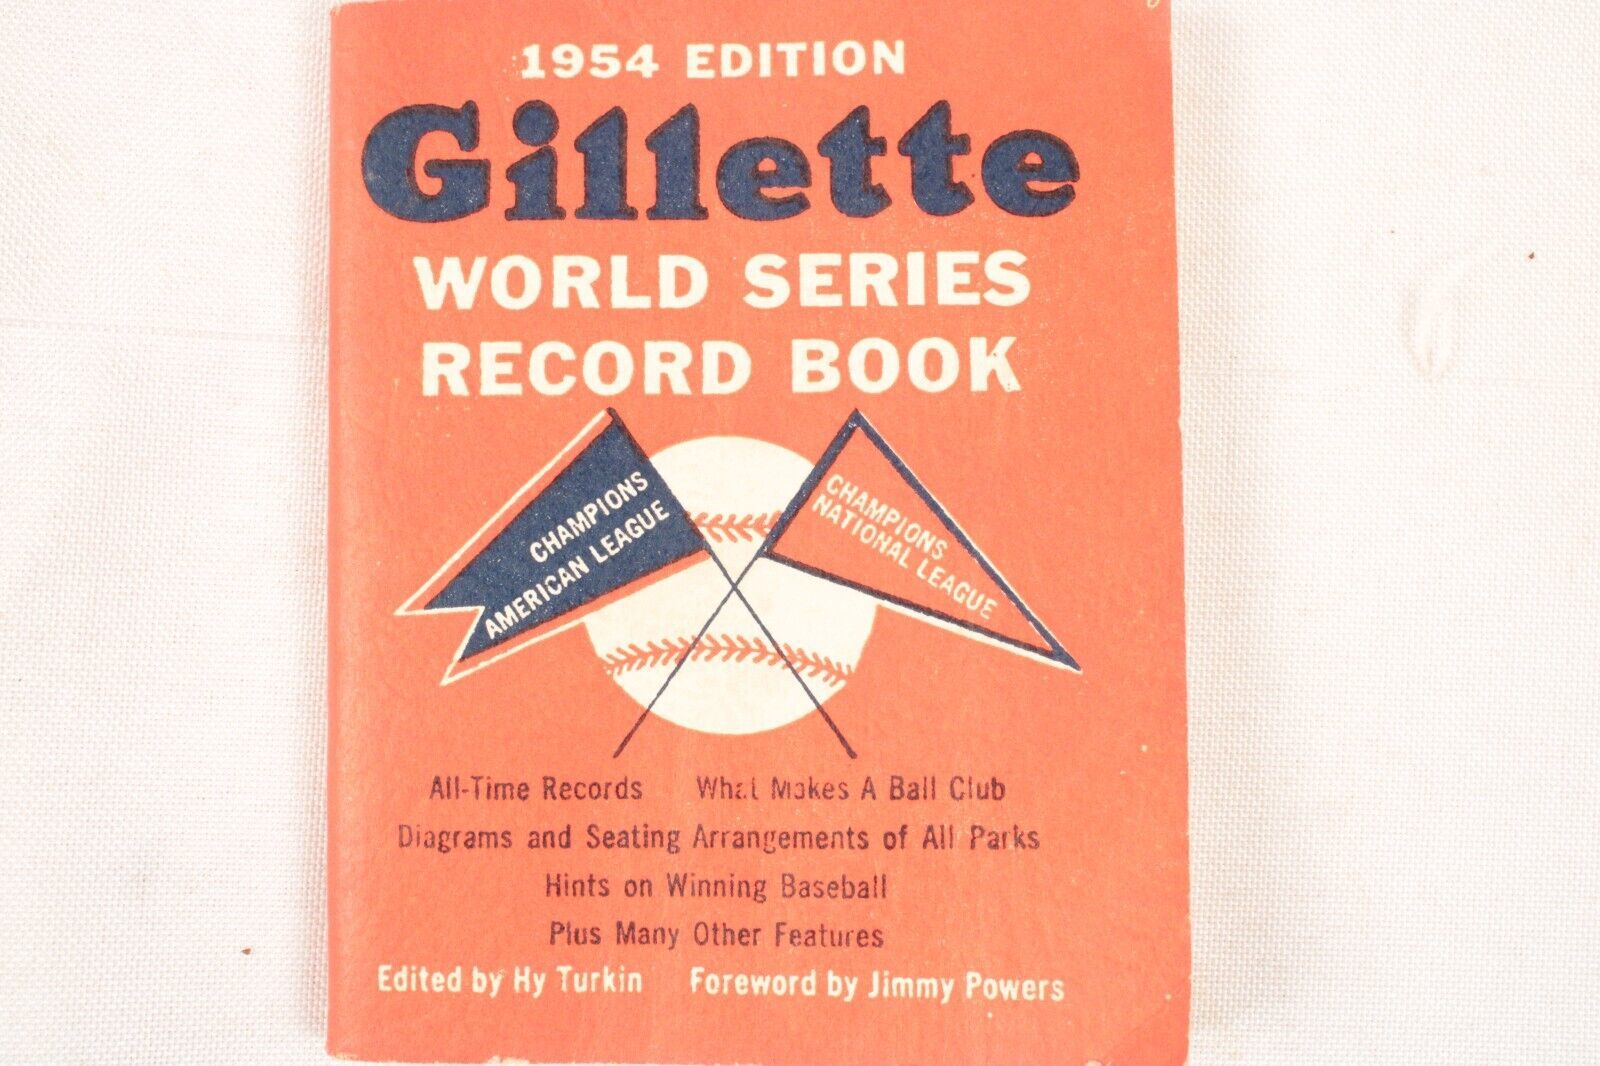 1954 EDITION
Gillette
WORLD SERIES
RECORD BOOK
CHAMPIONS
AMERICAN LEAGUE
CHAMPIONS
NATIONAL LEAGUE
All-Time Records What Makes A Ball Club
Diagrams and Seating Arrangements of All Parks
Hints on Winning Baseball
Plus Many Other Features
Edited by Hy Turkin Foreword by Jimmy Powers